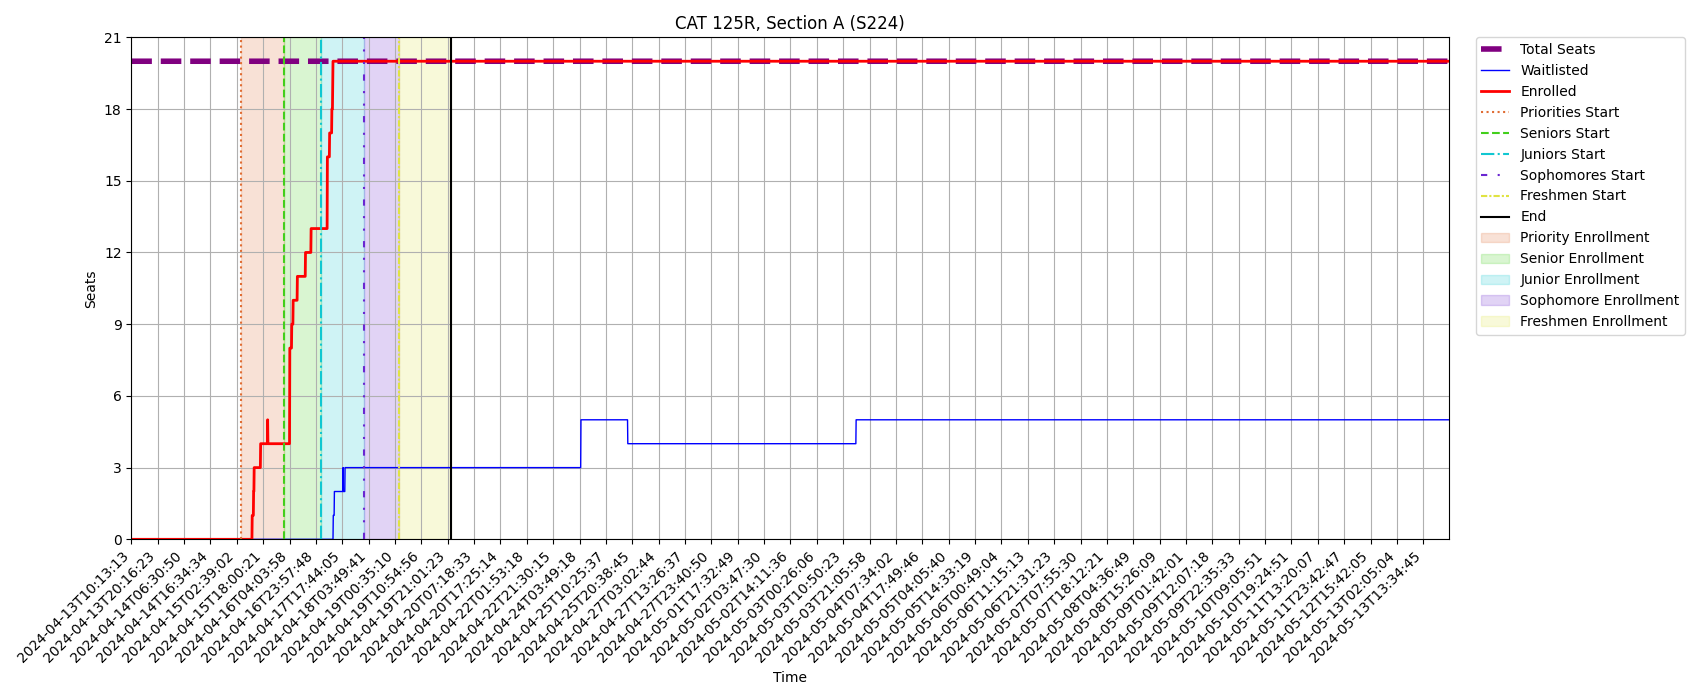 CAT 125R, Section A (S224)
21
18
15
12
9
6
3
0
Seats
2024-04-13T10:13:13
2024-04-13T20:16:23
2024-04-14T06:30:50
2024-04-14T16:34:34
2024-04-15T02:39:02
2024-04-15T18:00:21
2024-04-16T04:03:58
2024-04-16T23:57:48
2024-04-17T17:44:05
2024-04-18T03:49:41
2024-04-19T00:35:10
2024-04-19T10:54:56
2024-04-19T21:01:23
2024-04-20T07:18:33
2024-04-20T17:25:14
2024-04-22T01:53:18
2024-04-22T21:30:15
2024-04-24T03:49:18
2024-04-25T10:25:37
2024-04-25T20:38:45
2024-04-27T03:02:44
2024-04-27T13:26:37
2024-04-27T23:40:50
2024-05-01T17:32:49
2024-05-02T03:47:30
2024-05-02T14:11:36
2024-05-03T00:26:06
2024-05-03T10:50:23
2024-05-03T21:05:58
2024-05-04T07:34:02
2024-05-04T17:49:46
2024-05-05T04:05:40
2024-05-05T14:33:19
2024-05-06T00:49:04
2024-05-06T11:15:13
2024-05-06T21:31:23
2024-05-07T07:55:30
2024-05-07T18:12:21
2024-05-08T04:36:49
2024-05-08T15:26:09
2024-05-09T01:42:01
2024-05-09T12:07:18
2024-05-09T22:35:33
2024-05-10T09:05:51
2024-05-10T19:24:51
2024-05-11T13:20:07
2024-05-11T23:42:47
2024-05-12T15:42:05
2024-05-13T02:05:04
2024-05-13T13:34:45
Time
Total Seats
Waitlisted
Enrolled
Priorities Start
Seniors Start
Juniors Start
Sophomores Start
Freshmen Start
End
Priority Enrollment
Senior Enrollment
Junior Enrollment
Sophomore Enrollment
Freshmen Enrollment